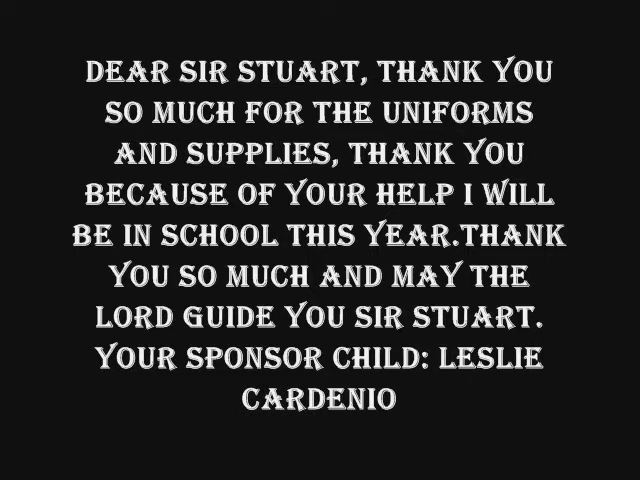 DEAR SIR STUART, THANK YOU
SO MUCH FOR THE UNIFORMS
AND SUPPLIES, THANK YOU
BECAUSE OF YOUR HELP I WILL
BE IN SCHOOL THIS YEAR.THANK
YOU SO MUCH AND MAY THE
LORD GUIDE YOU SIR STUART.
YOUR SPONSOR CHILD: LESLIE
CARDENIO